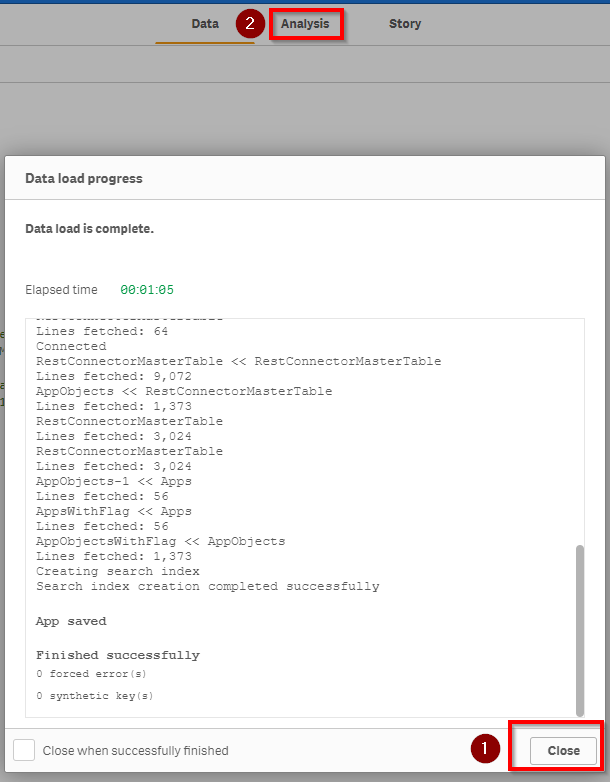 Data 2 Analysis Story
Data load progress
Data load is complete.
Elapsed time 00:01:05
Lines fetched: 64
Connected
RestConnectorMasterTable << RestConnectorMasterTable
Lines fetched: 9,072
AppObjects << RestConnectorMasterTable
Lines fetched: 1,373
RestConnectorMasterTable
Lines fetched: 3,024
RestConnectorMasterTable
Lines fetched: 3,024
AppObjects-1 << Apps
Lines fetched: 56
AppsWithFlag << Apps
Lines fetched: 56
AppObjectsWithFlag << AppObjects
Lines fetched: 1,373
Creating search index
Search index creation completed successfully
App saved
Finished successfully
0 forced error(s)
0 synthetic key(s)
Close when successfully finished 1 Close